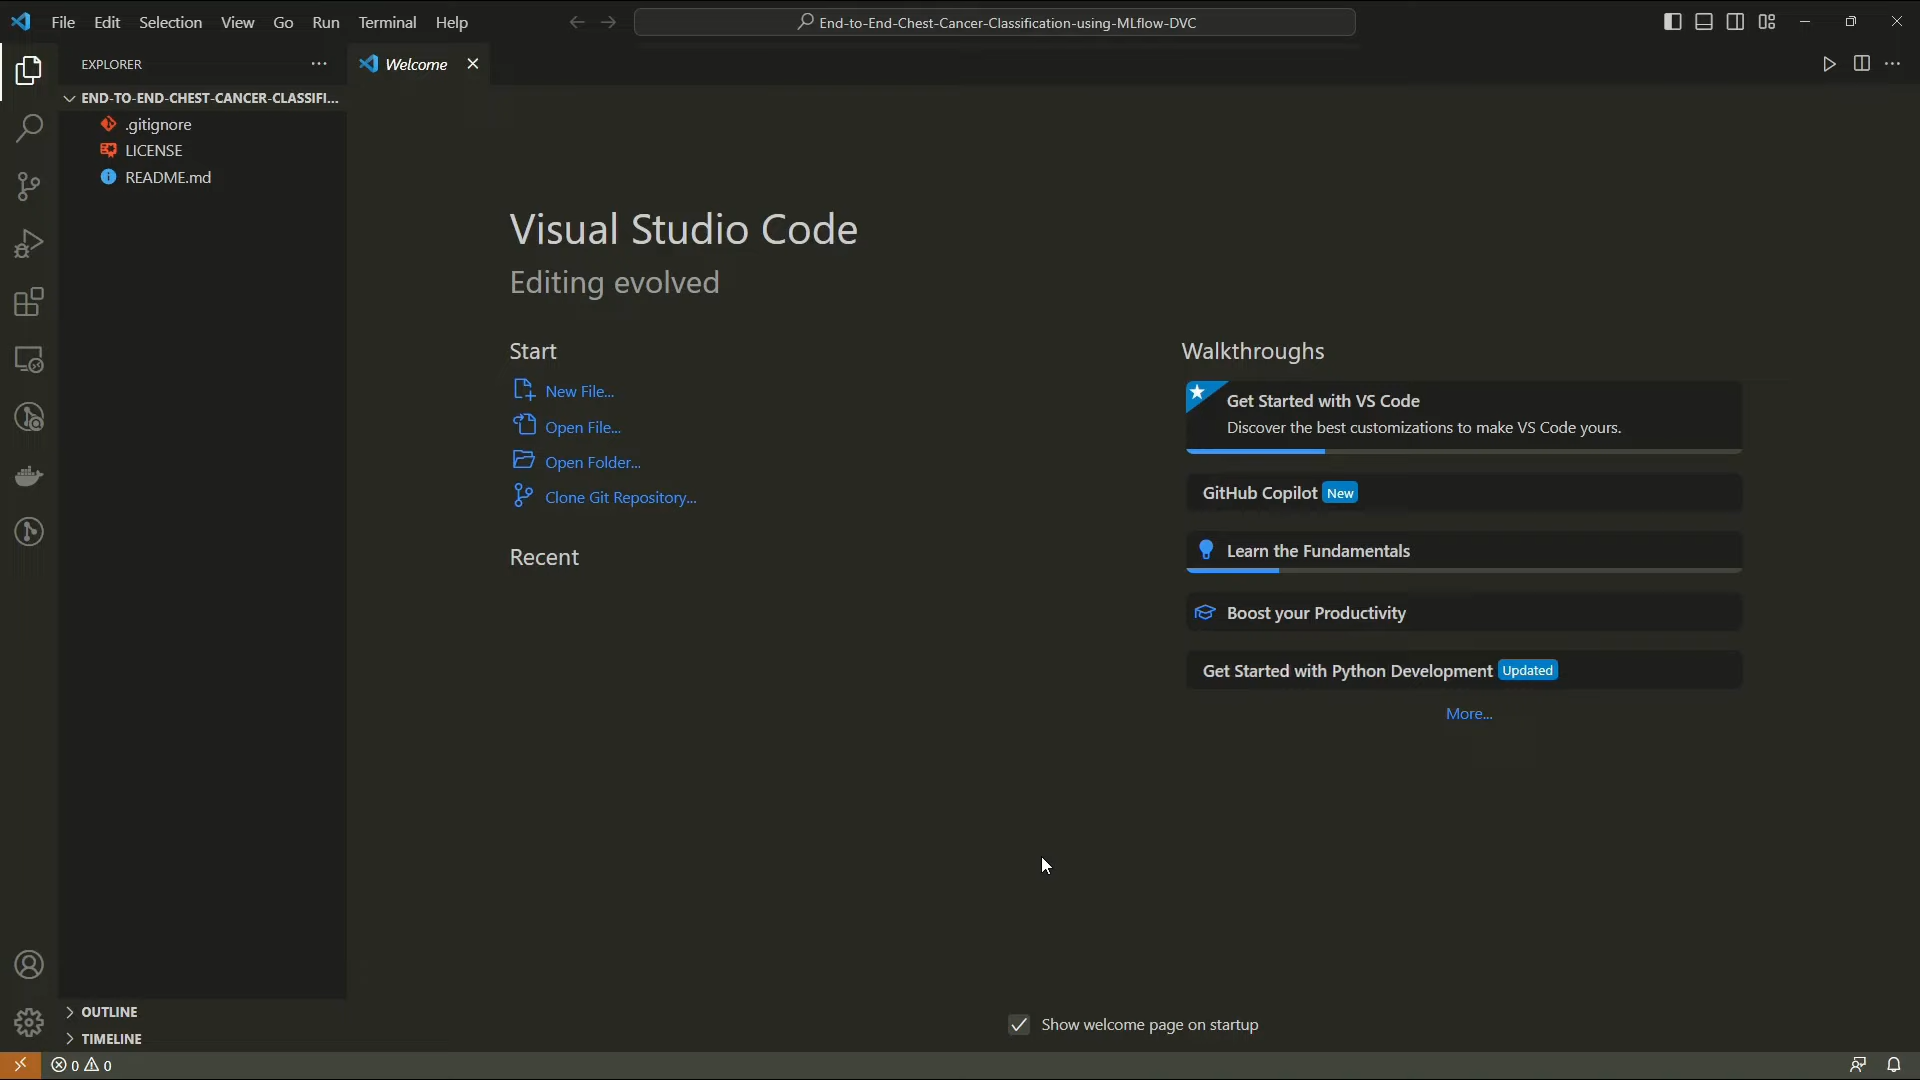 File Edit Selection View Go Run Terminal Help
End-to-End-Chest-Cancer-Classification-using-MLflow-DVC
EXPLORER
Welcome
END-TO-END-CHEST-CANCER-CLASSIFI...
.gitignore
LICENSE
README.md
Visual Studio Code
Editing evolved
Start
New File...
Open File...
Open Folder...
Clone Git Repository...
Recent
Walkthroughs
Get Started with VS Code
Discover the best customizations to make VS Code yours.
GitHub Copilot New
Learn the Fundamentals
Boost your Productivity
Get Started with Python Development Updated
More...
Show welcome page on startup
OUTLINE
TIMELINE
0 0